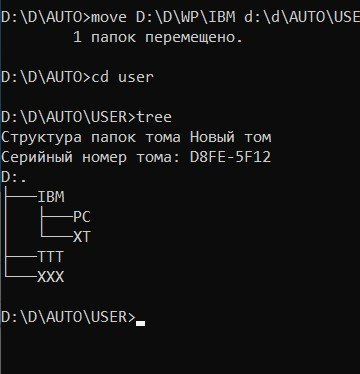 D:\D\AUTO>move D:\D\WP\IBM d:\d\AUTO\USE
1 папок перемещено.
D:\D\AUTO>cd user
D:\D\AUTO\USER>tree
Структура папок тома Новый том
Серийный номер тома: D8FE-5F12
D:.
├───IBM
│   ├───PC
│   └───XT
├───TTT
└───XXX
D:\D\AUTO\USER>